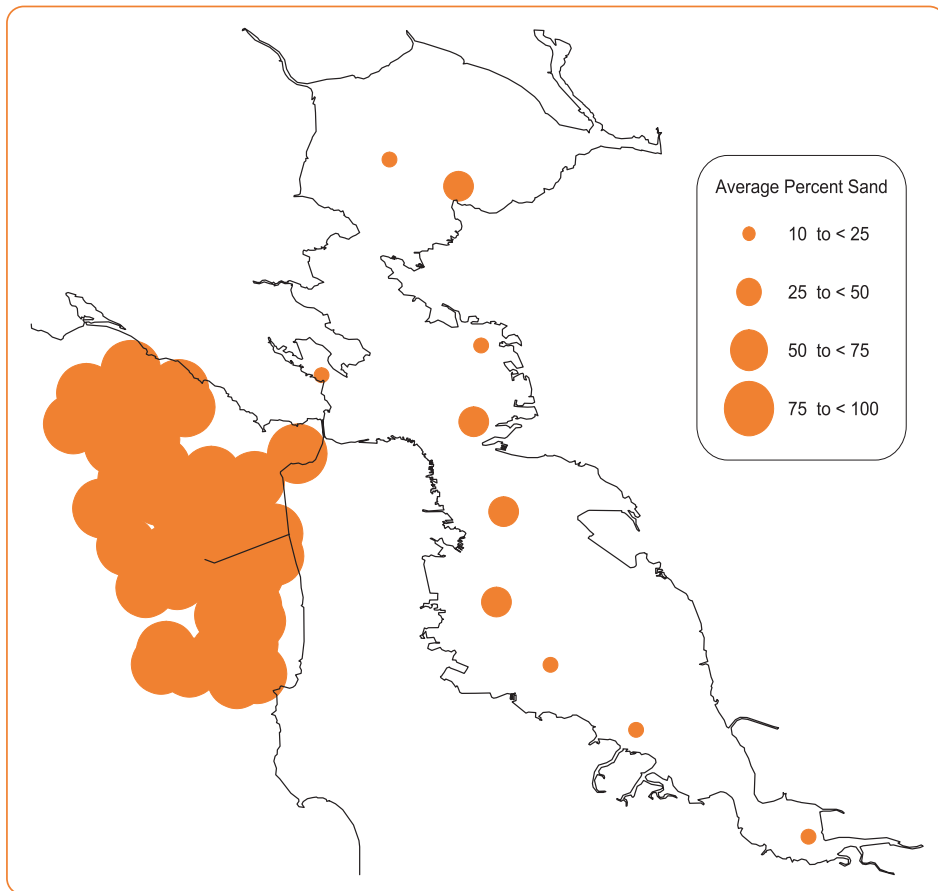 Average Percent Sand
10 to < 25
25 to < 50
50 to < 75
75 to < 100